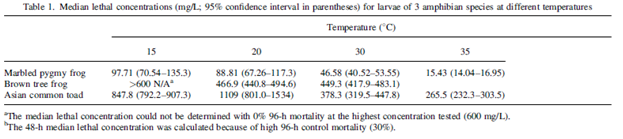 Table 1. Median lethal concentrations (mg/L; 95% confidence interval in parentheses) for larvae of 3 amphibian species at different temperatures
Temperature (°C)
15 20 30 35
Marbled pygmy frog 97.71 (70.54–135.3) 88.81 (67.26–117.3) 46.58 (40.52–53.55) 15.43 (14.04–16.95)
Brown tree frog >600 N/Aᵃ 466.9 (440.8-494.6) 449.3 (417.9-483.1)
Asian common toad 847.8 (792.2–907.3) 1109 (801.0–1534) 378.3 (319.5–447.8) 265.5 (232.3–303.5)
ᵃThe median lethal concentration could not be determined with 0% 96-h mortality at the highest concentration tested (600 mg/L).
ᵇThe 48-h median lethal concentration was calculated because of high 96-h control mortality (30%).